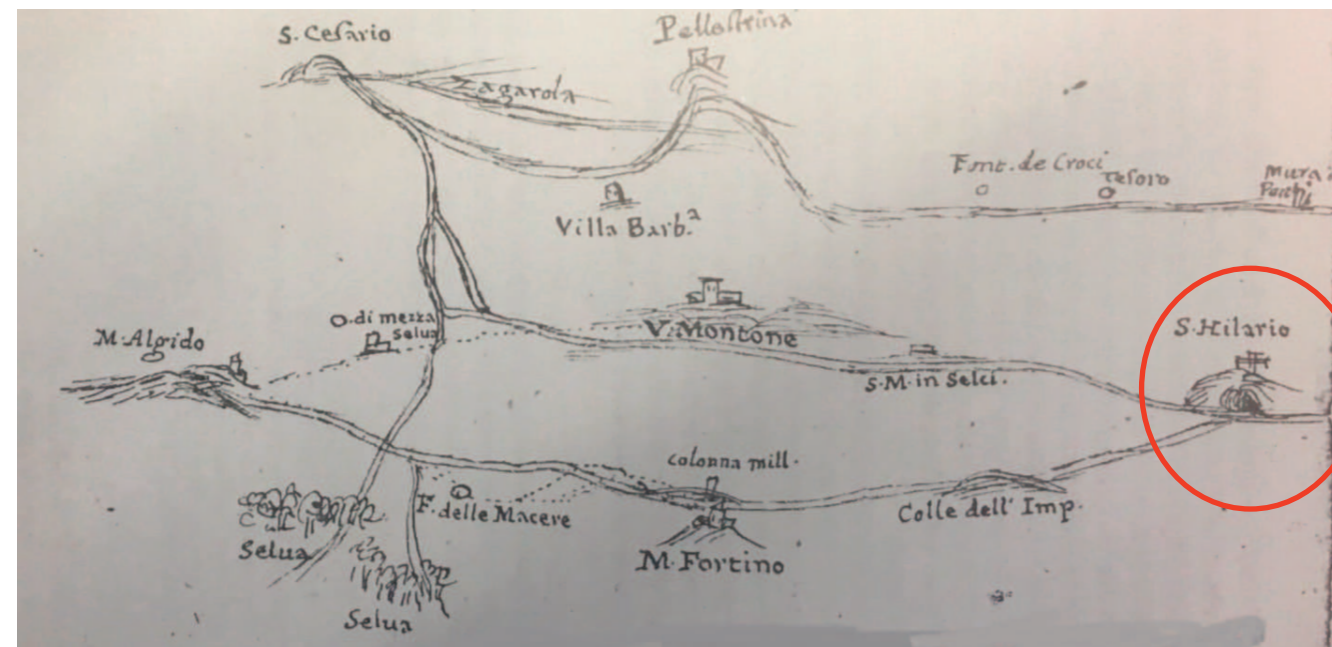 S. Ceſario
Pelleſtrina
Zagarola
Font. de Croci
Teſoro
mura
Villa Barb.ª
O. di mezza
Selua
V. Montone
S. Hilario
M. Algido
S. M. in Selci.
Colonna mill.
F. delle Macere
Colle dell' Imp.
Selua
M. Fortino
Selua